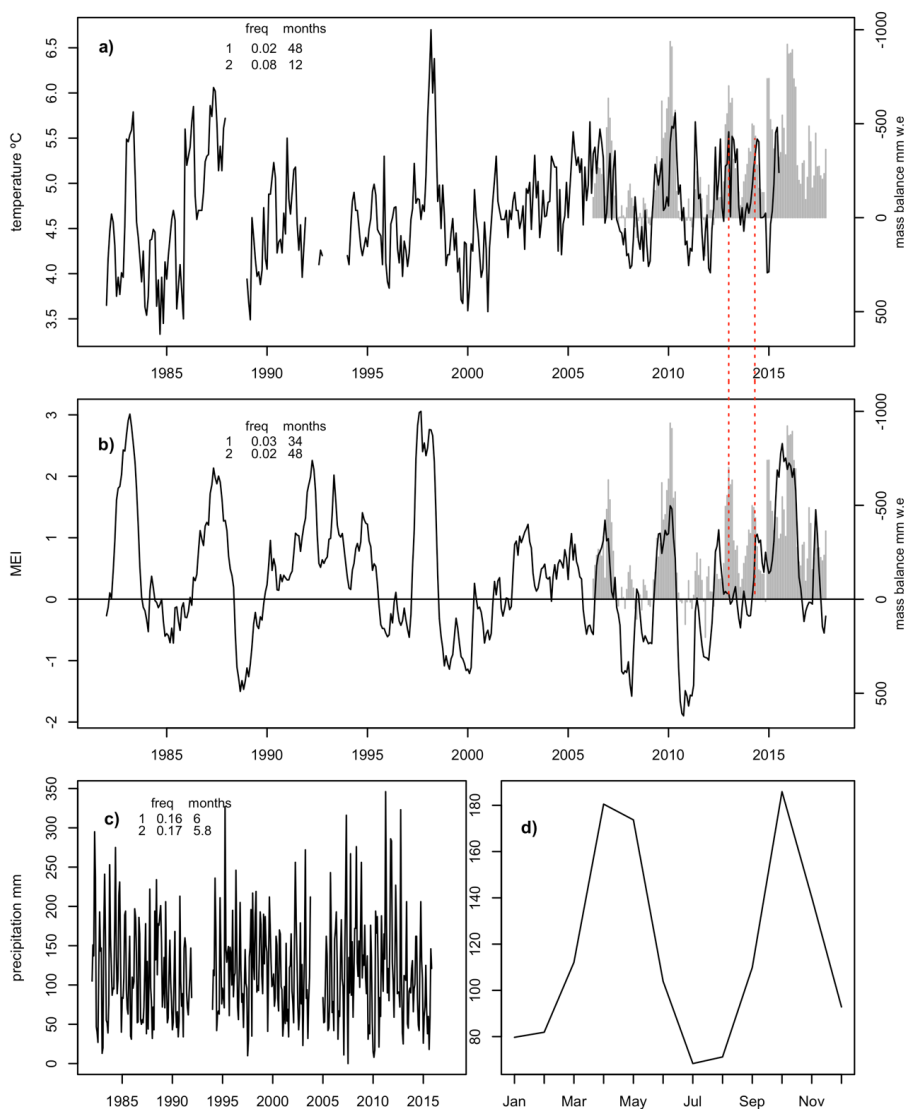 a)
freq months
1 0.02 48
2 0.08 12
temperature °C
6.5
6.0
5.5
5.0
4.5
4.0
3.5
-1000
-500
0
500
mass balance mm w.e
1985 1990 1995 2000 2005 2010 2015
b)
freq months
1 0.03 34
2 0.02 48
MEI
3
2
1
0
-1
-2
-1000
-500
0
500
mass balance mm w.e
1985 1990 1995 2000 2005 2010 2015
c)
freq months
1 0.16 6
2 0.17 5.8
precipitation mm
350
300
250
200
150
100
50
0
1985 1990 1995 2000 2005 2010 2015
d)
180
160
140
120
100
80
Jan Mar May Jul Sep Nov